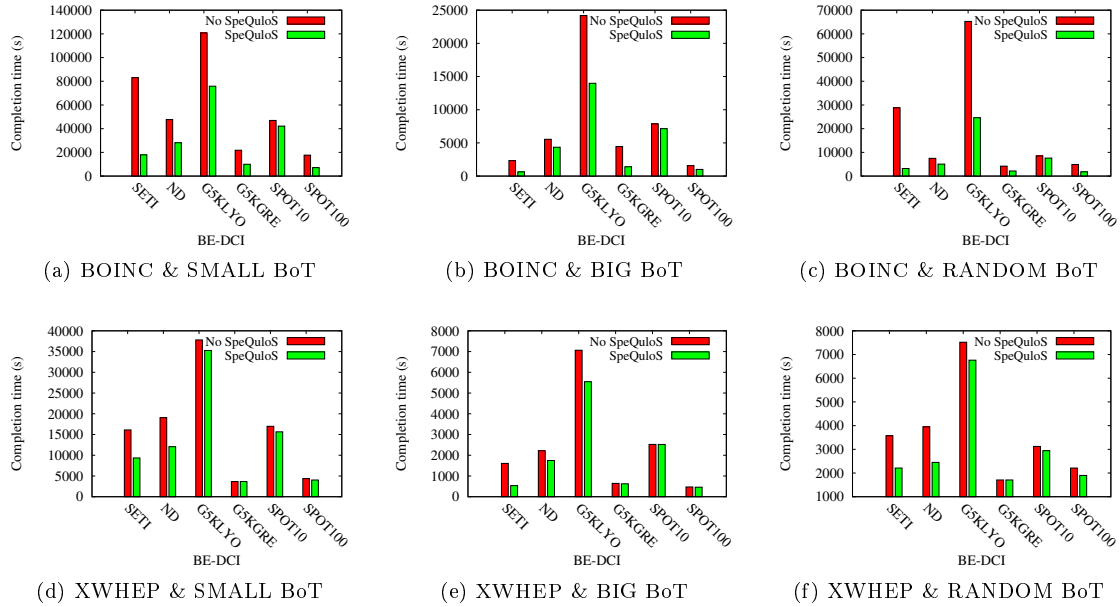 140000
120000
100000
80000
60000
40000
20000
0
Completion time (s)
No SpeQuloS
SpeQuloS
SETI
ND
G5KLYO
G5KGRE
SPOT10
SPOT100
BE-DCI
(a) BOINC & SMALL BoT
25000
20000
15000
10000
5000
0
Completion time (s)
No SpeQuloS
SpeQuloS
SETI
ND
G5KLYO
G5KGRE
SPOT10
SPOT100
BE-DCI
(b) BOINC & BIG BoT
70000
60000
50000
40000
30000
20000
10000
0
Completion time (s)
No SpeQuloS
SpeQuloS
SETI
ND
G5KLYO
G5KGRE
SPOT10
SPOT100
BE-DCI
(c) BOINC & RANDOM BoT
40000
35000
30000
25000
20000
15000
10000
5000
0
Completion time (s)
No SpeQuloS
SpeQuloS
SETI
ND
G5KLYO
G5KGRE
SPOT10
SPOT100
BE-DCI
(d) XWHEP & SMALL BoT
8000
7000
6000
5000
4000
3000
2000
1000
0
Completion time (s)
No SpeQuloS
SpeQuloS
SETI
ND
G5KLYO
G5KGRE
SPOT10
SPOT100
BE-DCI
(e) XWHEP & BIG BoT
8000
7000
6000
5000
4000
3000
2000
1000
Completion time (s)
No SpeQuloS
SpeQuloS
SETI
ND
G5KLYO
G5KGRE
SPOT10
SPOT100
BE-DCI
(f) XWHEP & RANDOM BoT